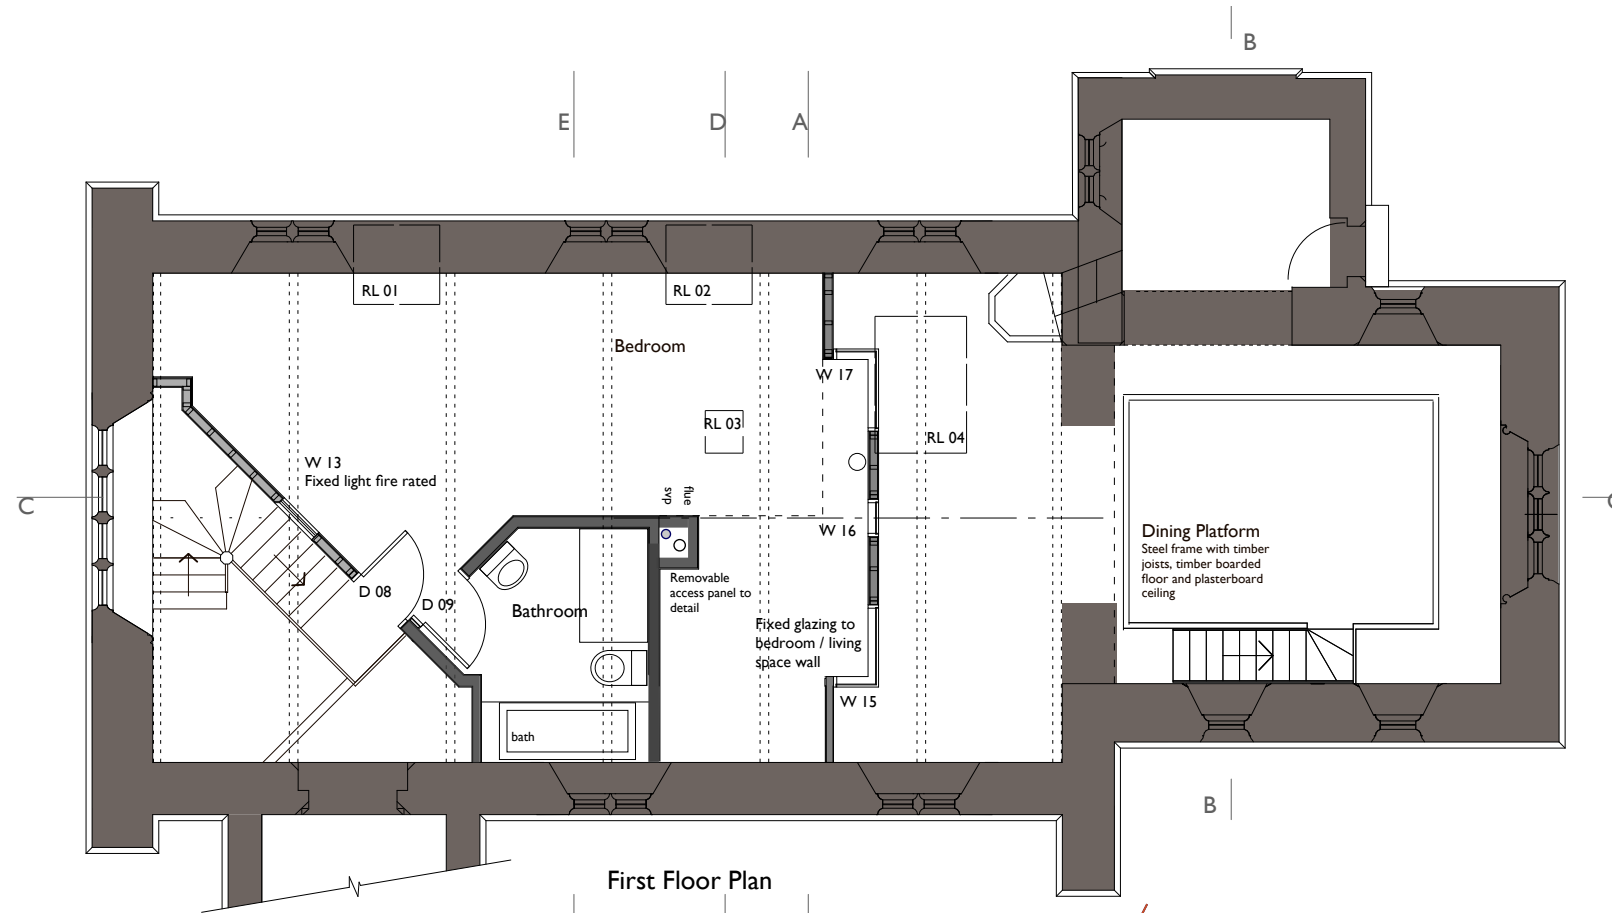 B
E
D
A
RL 01
RL 02
Bedroom
W 17
RL 03
RL 04
W 13
Fixed light fire rated
C
svp
flue
W 16
Dining Platform
Steel frame with timber
joists, timber boarded
floor and plasterboard
ceiling
D 08
D 09
Bathroom
Removable
access panel to
detail
Fixed glazing to
bedroom / living
space wall
W 15
bath
B
First Floor Plan